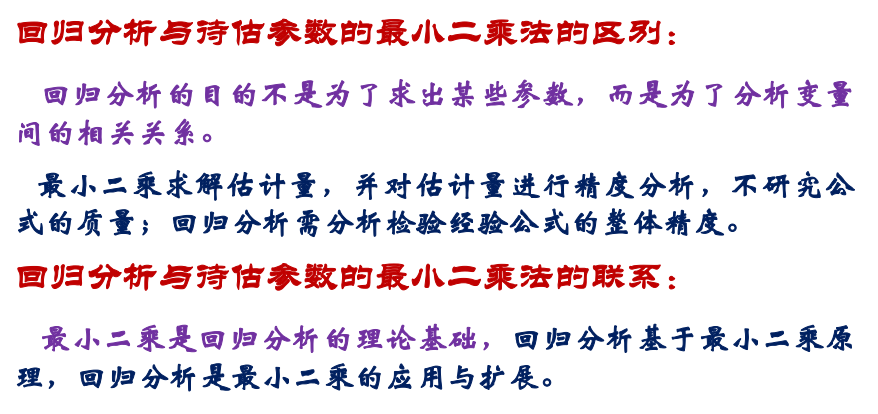 回归分析与待估参数的最小二乘法的区别：
回归分析的目的不是为了求出某些参数，而是为了分析变量
间的相关关系。
最小二乘求解估计量，并对估计量进行精度分析，不研究公
式的质量；回归分析需分析检验经验公式的整体精度。
回归分析与待估参数的最小二乘法的联系：
最小二乘是回归分析的理论基础，回归分析基于最小二乘原
理，回归分析是最小二乘的应用与扩展。